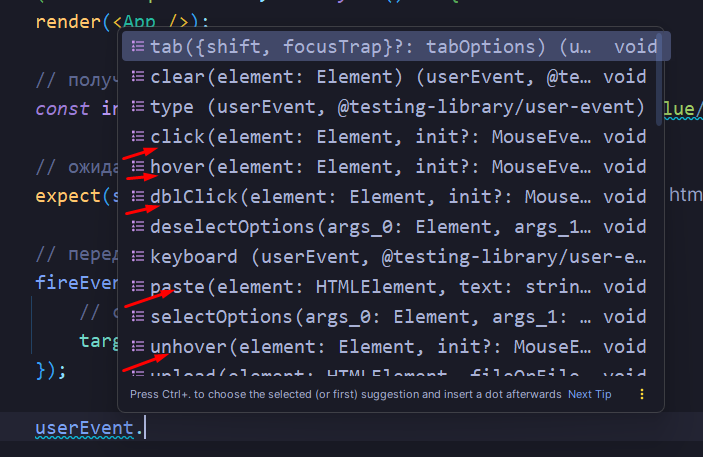 render(<App />);
tab({shift, focusTrap}?: tabOptions) (u… void
clear(element: Element) (userEvent, @te… void
// получ
type (userEvent, @testing-library/user-event)
const in
lue/
click(element: Element, init?: MouseEve… void
hover(element: Element, init?: MouseEve… void
// ожида
dblClick(element: Element, init?: Mouse… void
expect(s
htm
deselectOptions(args_0: Element, args_1… void
// перед
keyboard (userEvent, @testing-library/user-e…
fireEven
paste(element: HTMLElement, text: strin… void
// с
selectOptions(args_0: Element, args_1: … void
targ
unhover(element: Element, init?: MouseE… void
});
upload(element: HTMLElement, fileOrFile… void
Press Ctrl+. to choose the selected (or first) suggestion and insert a dot afterwards Next Tip
userEvent.